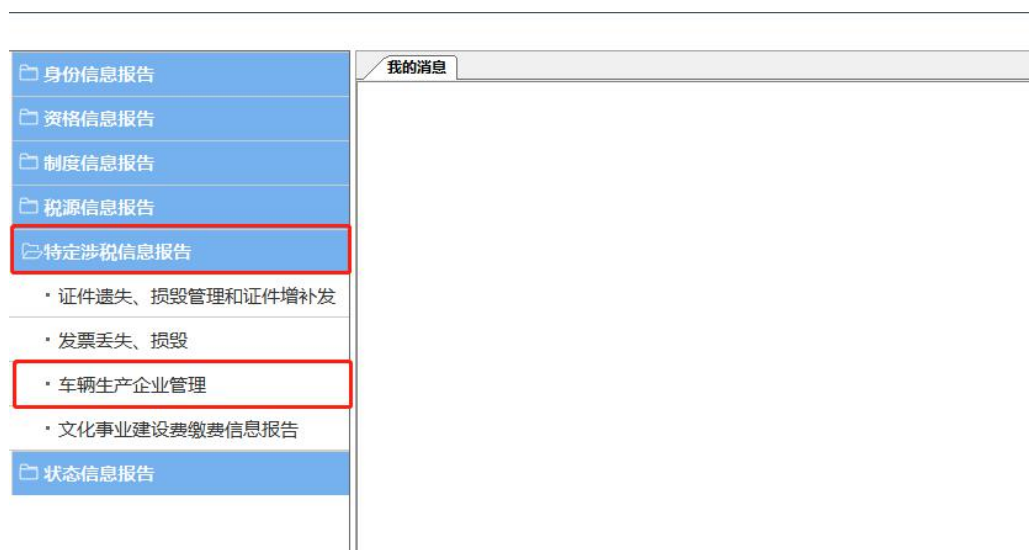 身份信息报告
我的消息
资格信息报告
制度信息报告
税源信息报告
特定涉税信息报告
证件遗失、损毁管理和证件增补发
发票丢失、损毁
车辆生产企业管理
文化事业建设费缴费信息报告
状态信息报告